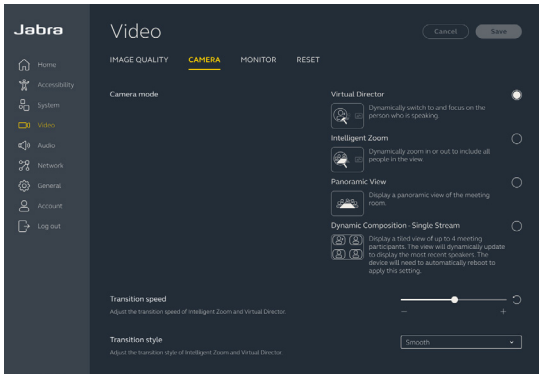 Jabra
Home
Accessibility
System
Video
Audio
Network
General
Account
Log out
Video
Cancel
Save
IMAGE QUALITY CAMERA MONITOR RESET
Camera mode
Virtual Director
Dynamically switch to and focus on the
person who is speaking.
Intelligent Zoom
Dynamically zoom in or out to include all
people in the view.
Panoramic View
Display a panoramic view of the meeting
room.
Dynamic Composition - Single Stream
Display a tiled view of up to 4 meeting
participants. The view will dynamically update
to display the most recent speakers. The
device will need to automatically reboot to
apply this setting.
Transition speed
Adjust the transition speed of Intelligent Zoom and Virtual Director.
− +
Transition style
Adjust the transition style of Intelligent Zoom and Virtual Director.
Smooth